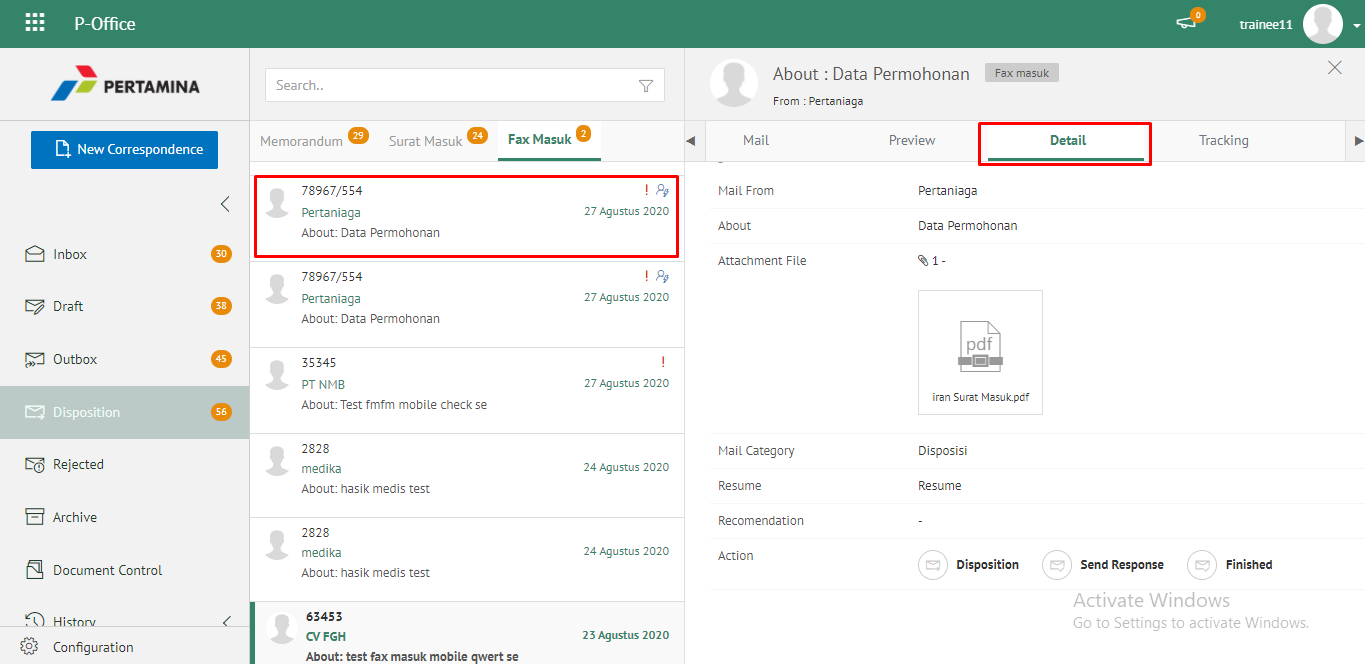 P-Office
0
trainee11
PERTAMINA
New Correspondence
Inbox 30
Draft 38
Outbox 45
Disposition 56
Rejected
Archive
Document Control
History
Configuration
Search..
Memorandum 29 Surat Masuk 24 Fax Masuk 2
78967/554 !
Pertaniaga 27 Agustus 2020
About: Data Permohonan
78967/554 !
Pertaniaga 27 Agustus 2020
About: Data Permohonan
35345 !
PT NMB 27 Agustus 2020
About: Test fmfm mobile check se
2828
medika 24 Agustus 2020
About: hasik medis test
2828
medika 24 Agustus 2020
About: hasik medis test
63453
CV FGH 23 Agustus 2020
About: test fax masuk mobile qwert se
About : Data Permohonan Fax masuk
From : Pertaniaga
Mail Preview Detail Tracking
Mail From Pertaniaga
About Data Permohonan
Attachment File 1 -
pdf
iran Surat Masuk.pdf
Mail Category Disposisi
Resume Resume
Recomendation -
Action Disposition Send Response Finished
Activate Windows
Go to Settings to activate Windows.